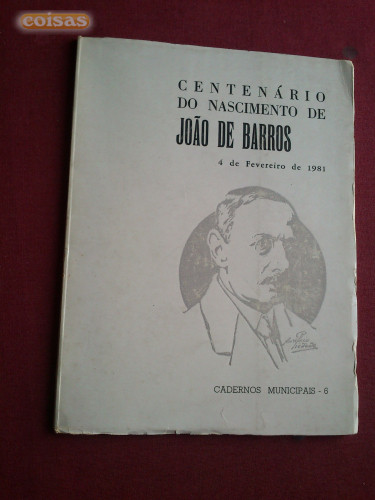 coisas
CENTENÁRIO
DO NASCIMENTO DE
JOÃO DE BARROS
4 de Fevereiro de 1981
CADERNOS MUNICIPAIS - 6